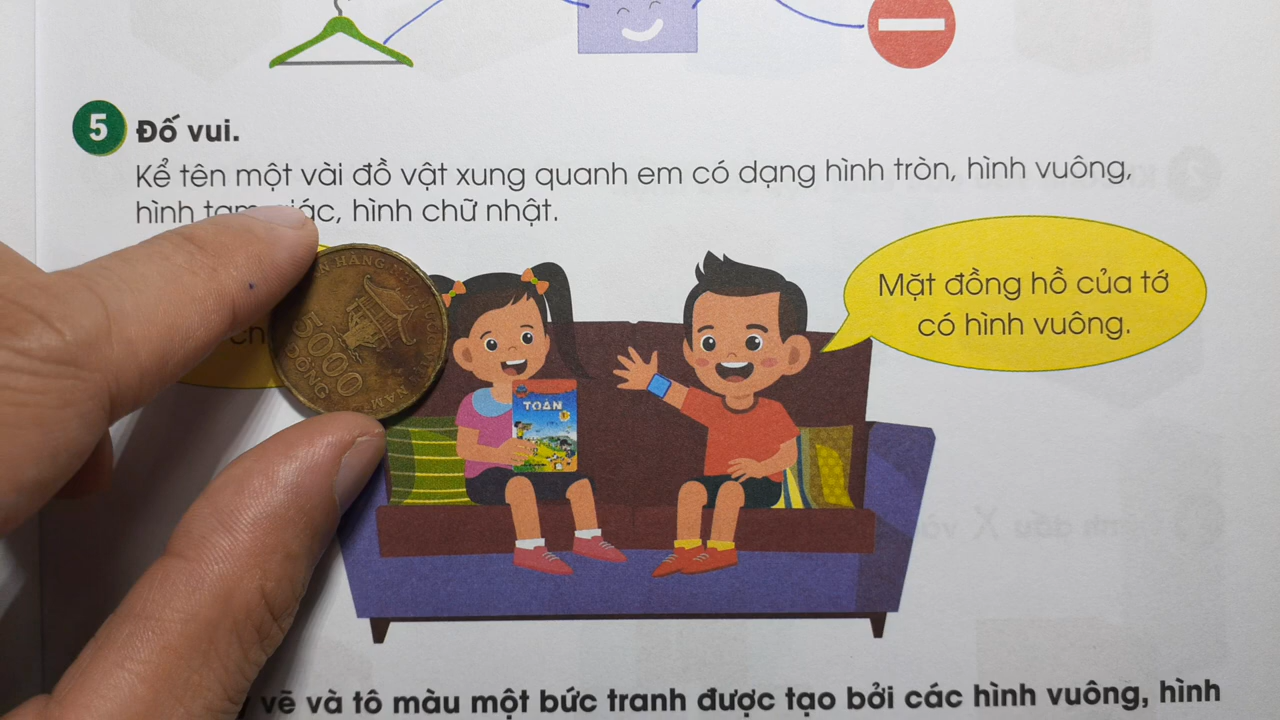 5 Đố vui.
Kể tên một vài đồ vật xung quanh em có dạng hình tròn, hình vuông,
hình tam giác, hình chữ nhật.
5000
ĐỒNG
TOÁN 1
Mặt đồng hồ của tớ
có hình vuông.
vẽ và tô màu một bức tranh được tạo bởi các hình vuông, hình